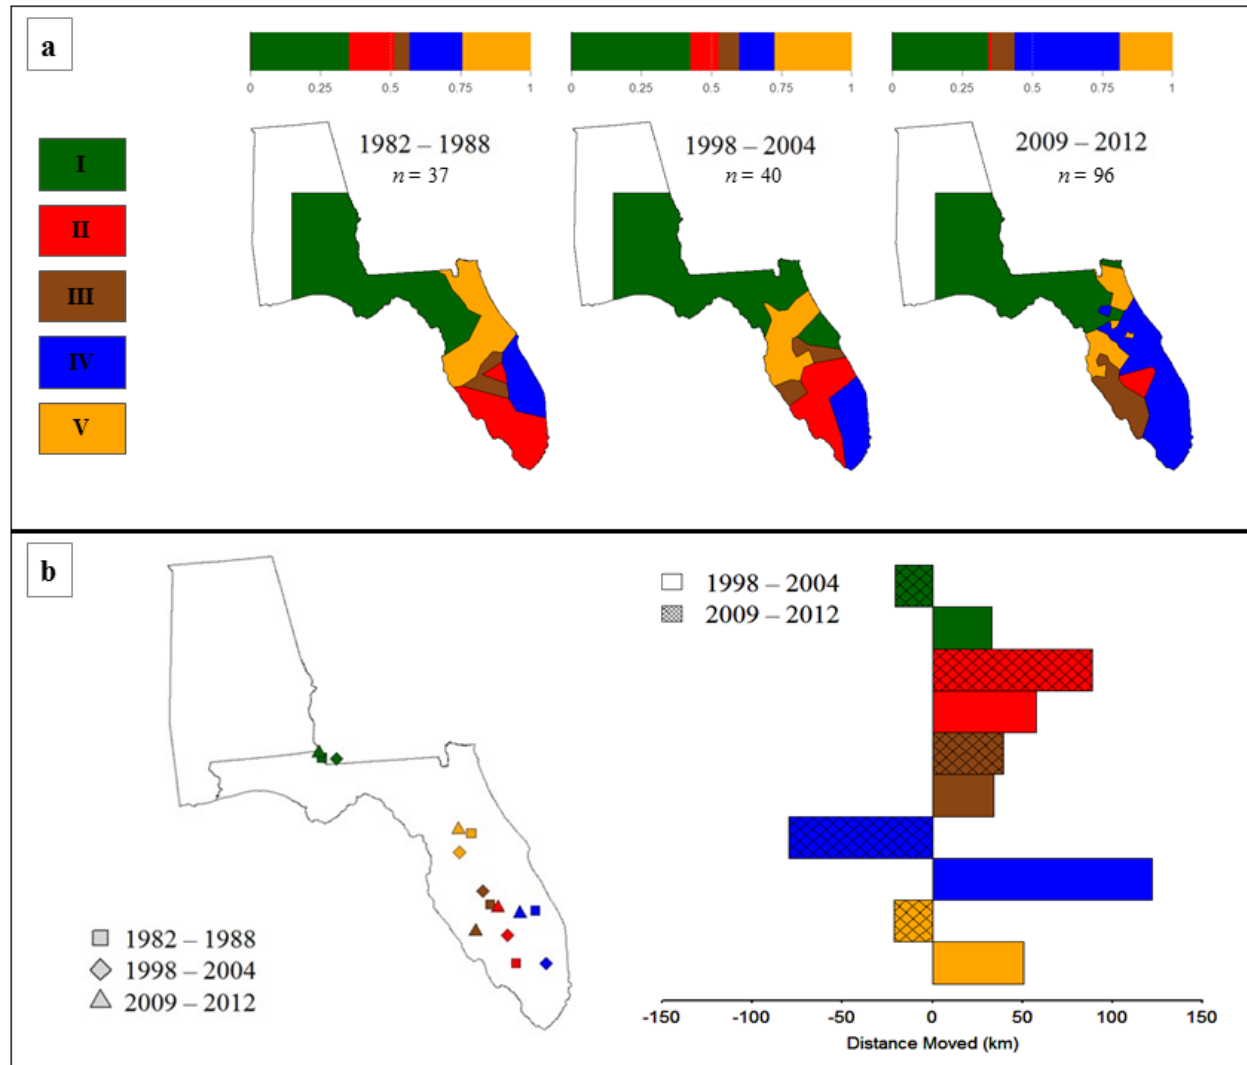 a
0 0.25 0.5 0.75 1
0 0.25 0.5 0.75 1
0 0.25 0.5 0.75 1
I
II
III
IV
V
1982 – 1988
n = 37
1998 – 2004
n = 40
2009 – 2012
n = 96
b
1982 – 1988
1998 – 2004
2009 – 2012
1998 – 2004
2009 – 2012
-150 -100 -50 0 50 100 150
Distance Moved (km)